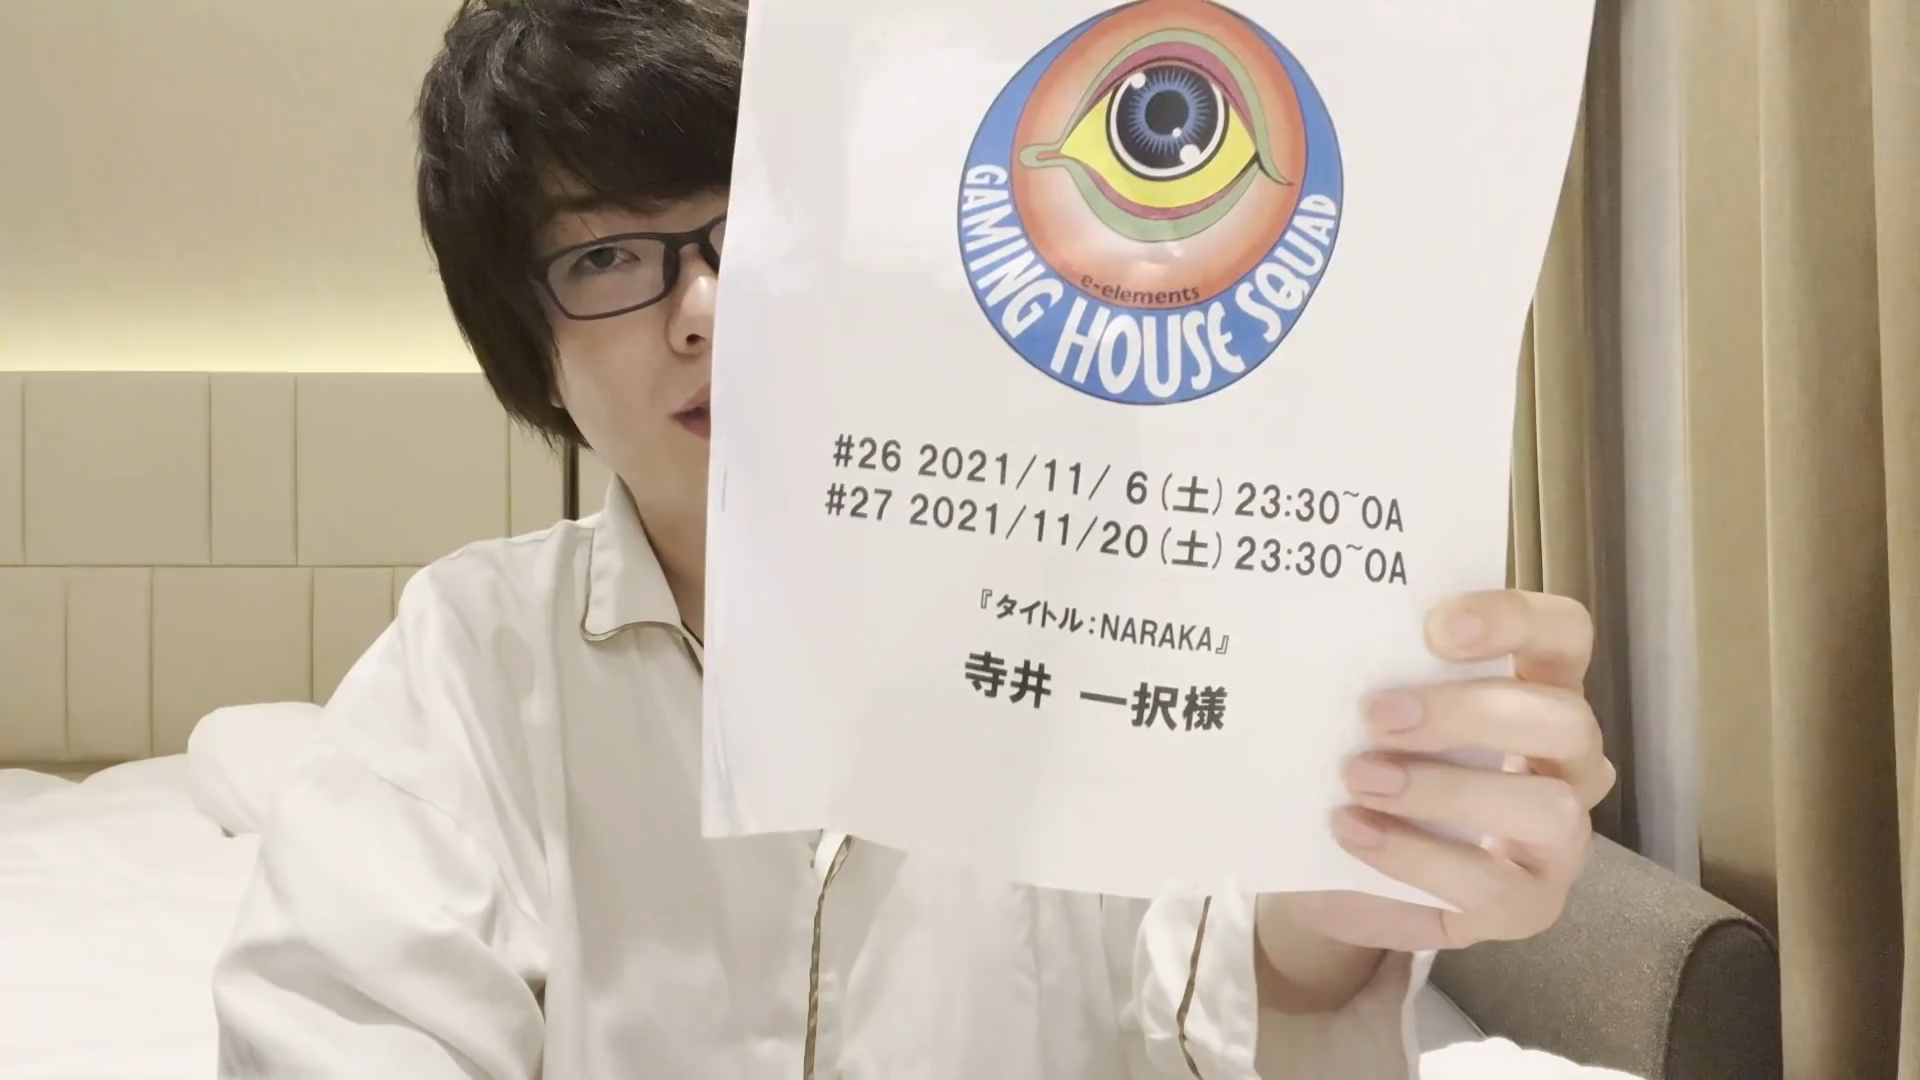 e-elements
GAMING HOUSE SQUAD
#26 2021/11/ 6(土)23:30~OA
#27 2021/11/20(土)23:30~OA
『タイトル:NARAKA』
寺井 一択様